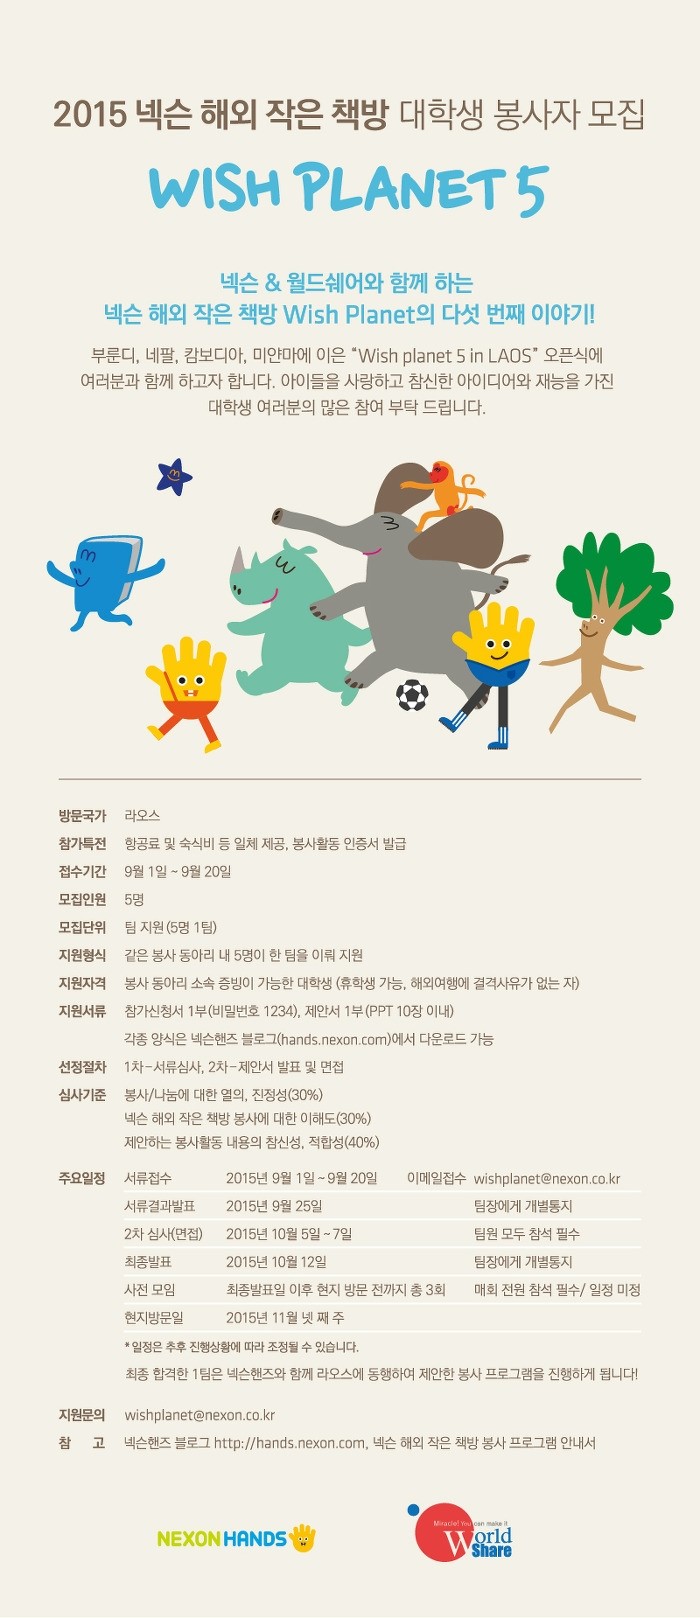 2015 넥슨 해외 작은 책방 대학생 봉사자 모집
WISH PLANET 5
넥슨 & 월드쉐어와 함께 하는
넥슨 해외 작은 책방 Wish Planet의 다섯 번째 이야기!
부룬디, 네팔, 캄보디아, 미얀마에 이은 “Wish planet 5 in LAOS” 오픈식에
여러분과 함께 하고자 합니다. 아이들을 사랑하고 참신한 아이디어와 재능을 가진
대학생 여러분의 많은 참여 부탁 드립니다.
방문국가 라오스
참가특전 항공료 및 숙식비 등 일체 제공, 봉사활동 인증서 발급
접수기간 9월 1일 ~ 9월 20일
모집인원 5명
모집단위 팀 지원 (5명 1팀)
지원형식 같은 봉사 동아리 내 5명이 한 팀을 이뤄 지원
지원자격 봉사 동아리 소속 증빙이 가능한 대학생 (휴학생 가능, 해외여행에 결격사유가 없는 자)
지원서류 참가신청서 1부(비밀번호 1234), 제안서 1부(PPT 10장 이내)
각종 양식은 넥슨핸즈 블로그(hands.nexon.com)에서 다운로드 가능
선정절차 1차-서류심사, 2차-제안서 발표 및 면접
심사기준 봉사/나눔에 대한 열의, 진정성(30%)
넥슨 해외 작은 책방 봉사에 대한 이해도(30%)
제안하는 봉사활동 내용의 참신성, 적합성(40%)
주요일정 서류접수 2015년 9월 1일 ~ 9월 20일 이메일접수 wishplanet@nexon.co.kr
서류결과발표 2015년 9월 25일 팀장에게 개별통지
2차 심사(면접) 2015년 10월 5일 ~ 7일 팀원 모두 참석 필수
최종발표 2015년 10월 12일 팀장에게 개별통지
사전 모임 최종발표일 이후 현지 방문 전까지 총 3회 매회 전원 참석 필수/ 일정 미정
현지방문일 2015년 11월 넷 째 주
* 일정은 추후 진행상황에 따라 조정될 수 있습니다.
최종 합격한 1팀은 넥슨핸즈와 함께 라오스에 동행하여 제안한 봉사 프로그램을 진행하게 됩니다!
지원문의 wishplanet@nexon.co.kr
참 고 넥슨핸즈 블로그 http://hands.nexon.com, 넥슨 해외 작은 책방 봉사 프로그램 안내서
NEXON HANDS
Miracle! You can make it
World
Share